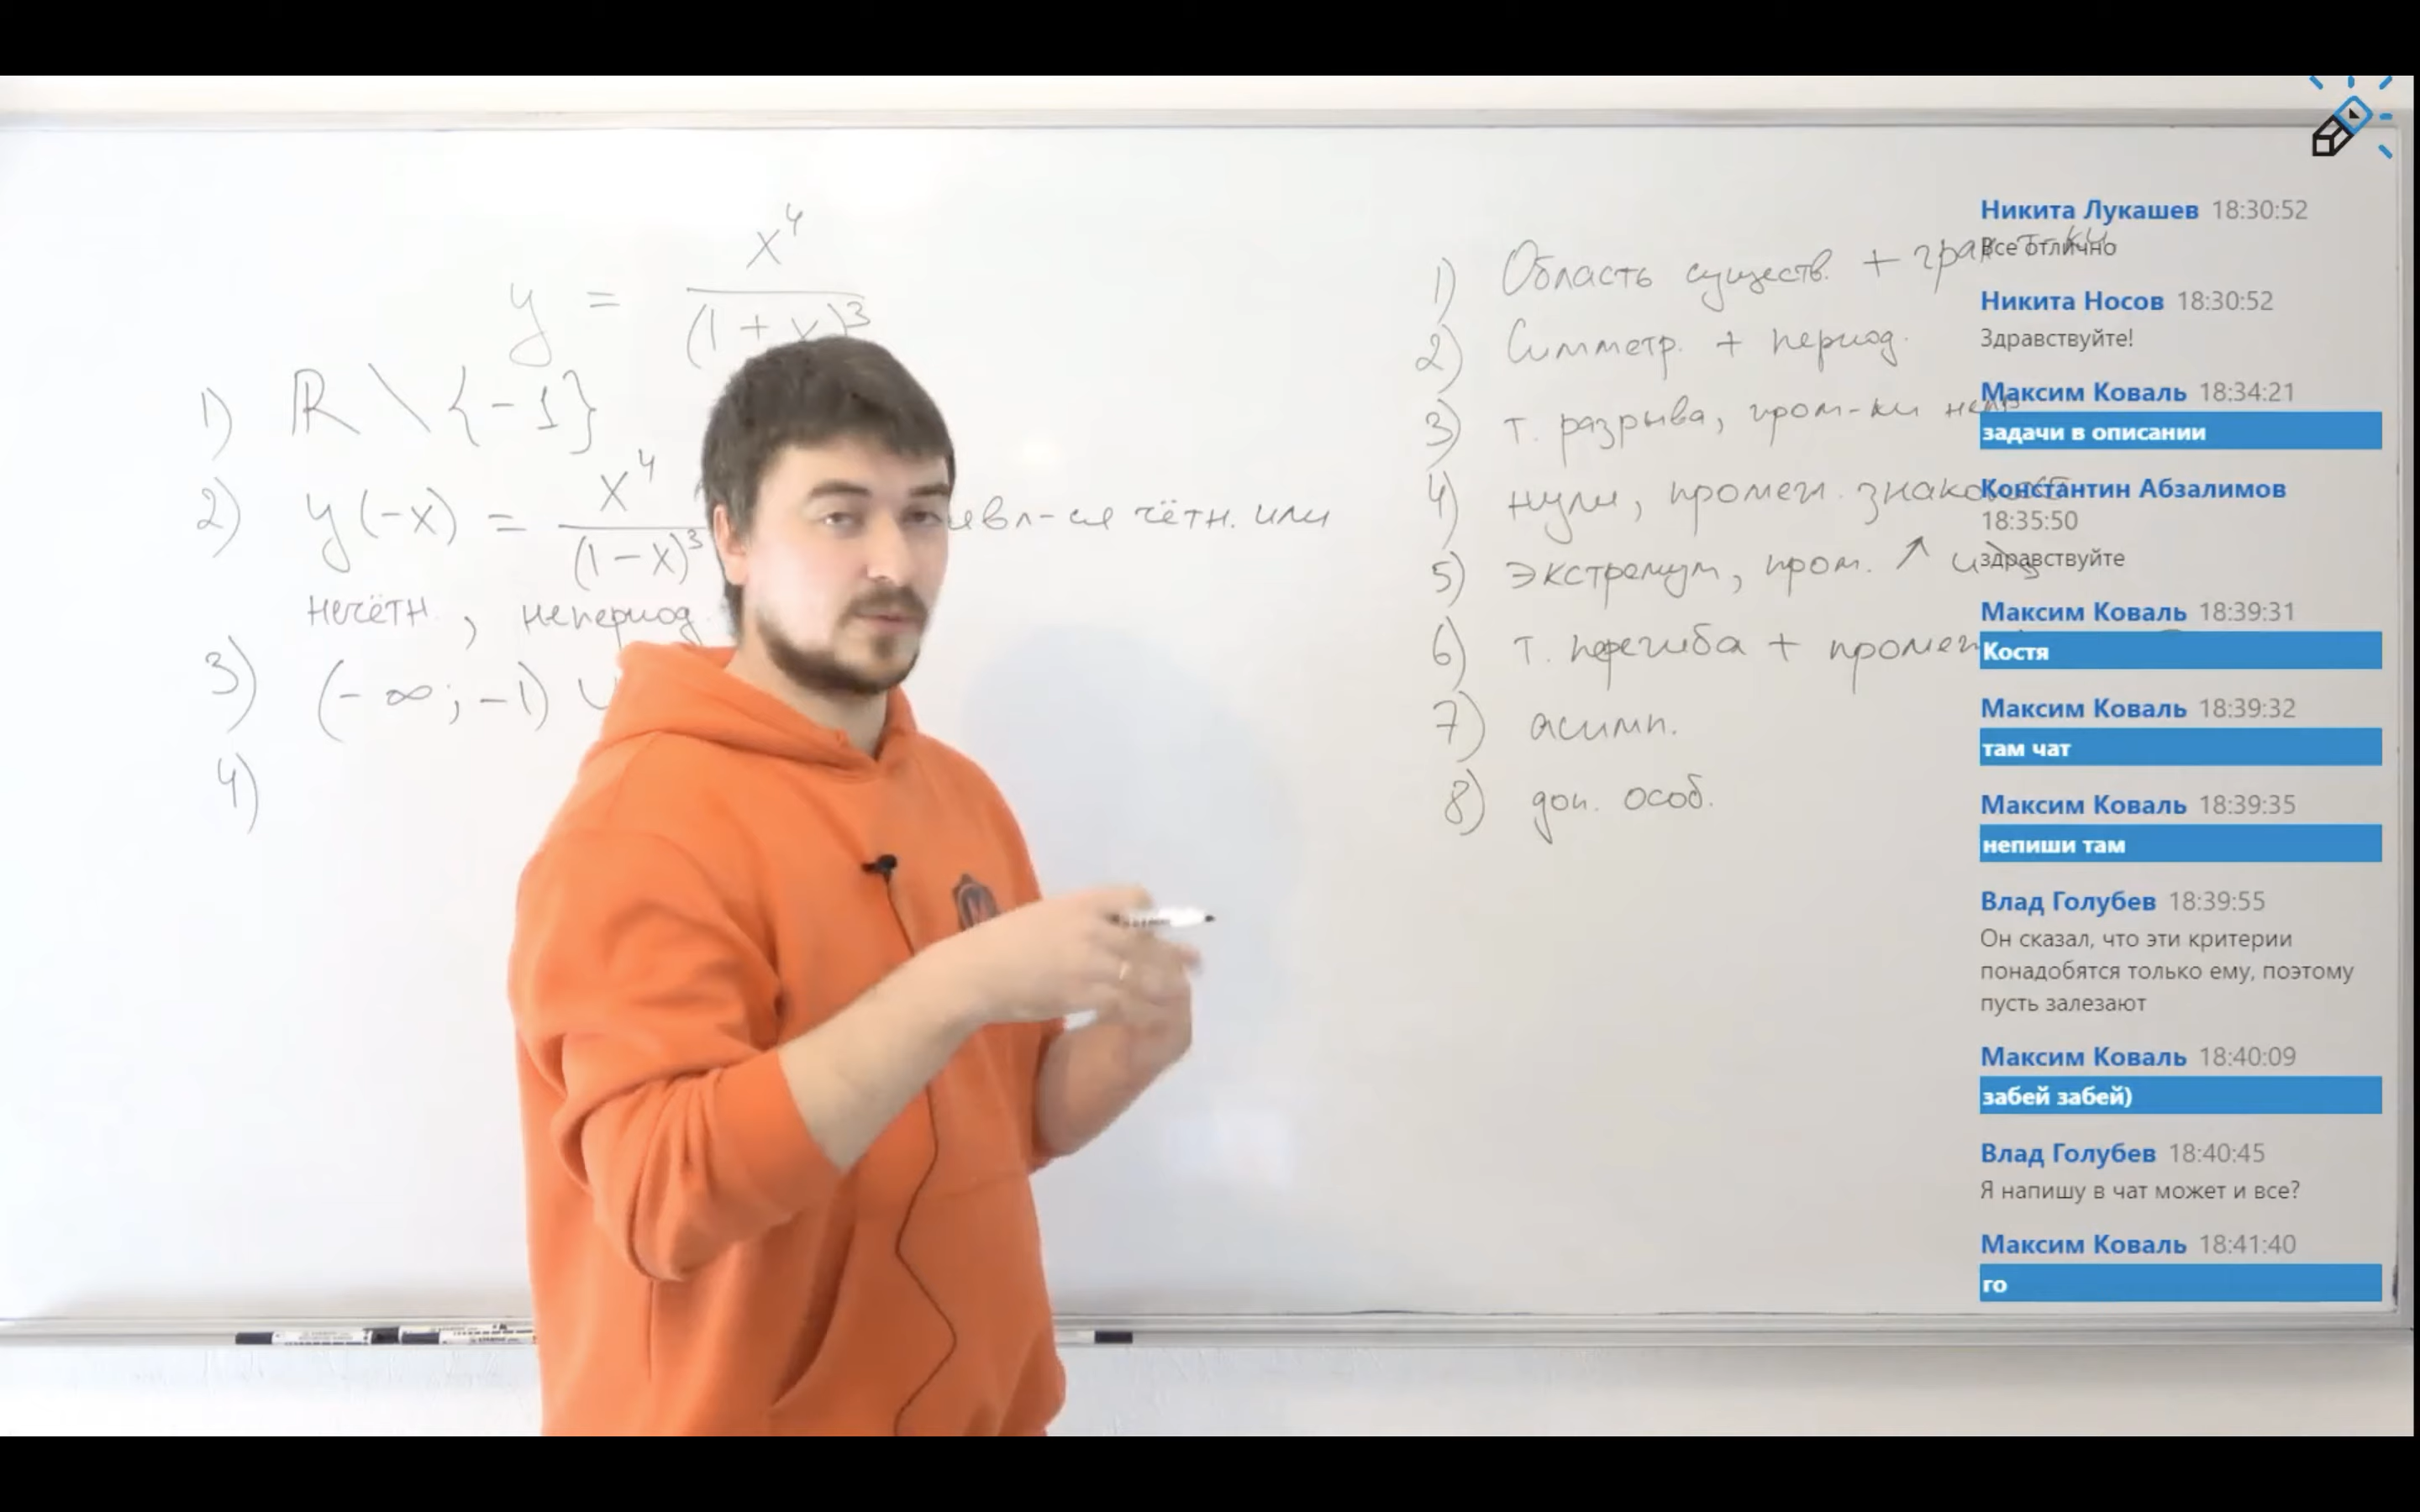 y = x⁴ / (1 + x)³
1) ℝ \ {-1}
2) y(-x) = x⁴ / (1-x)³ явл-ся чётн. или
нечётн., непериод.
3) (-∞; -1) ∪
4)
1) Область существ. +
2) Симметр. + период.
3) т. разрыва, пром-ки
4) нули, промеж.
5) экстремум, пром. ↗ и
6) т. перегиба + промеж
7) асимп.
8) доп. особ.
Никита Лукашев 18:30:52
Все отлично
Никита Носов 18:30:52
Здравствуйте!
Максим Коваль 18:34:21
задачи в описании
Константин Абзалимов
18:35:50
здравствуйте
Максим Коваль 18:39:31
Костя
Максим Коваль 18:39:32
там чат
Максим Коваль 18:39:35
непиши там
Влад Голубев 18:39:55
Он сказал, что эти критерии
понадобятся только ему, поэтому
пусть залезают
Максим Коваль 18:40:09
забей забей)
Влад Голубев 18:40:45
Я напишу в чат может и все?
Максим Коваль 18:41:40
го